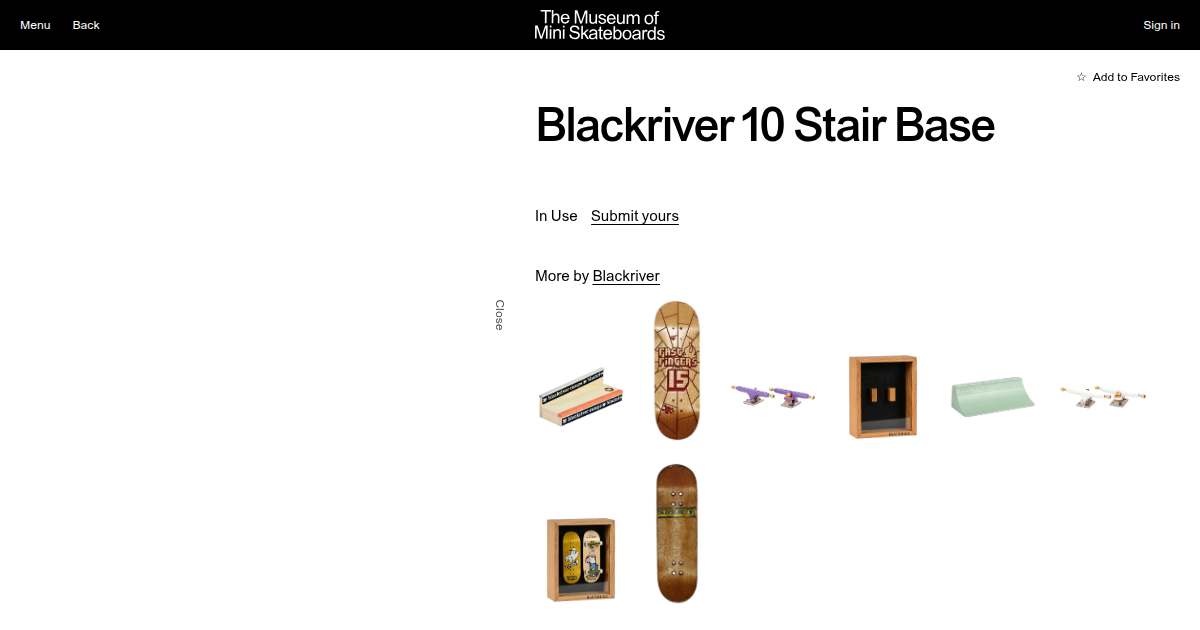 Menu
Back
The Museum of
Mini Skateboards
Sign in
☆ Add to Favorites
Blackriver 10 Stair Base
In Use
Submit yours
More by Blackriver
Close
FAST
FINGERS
15